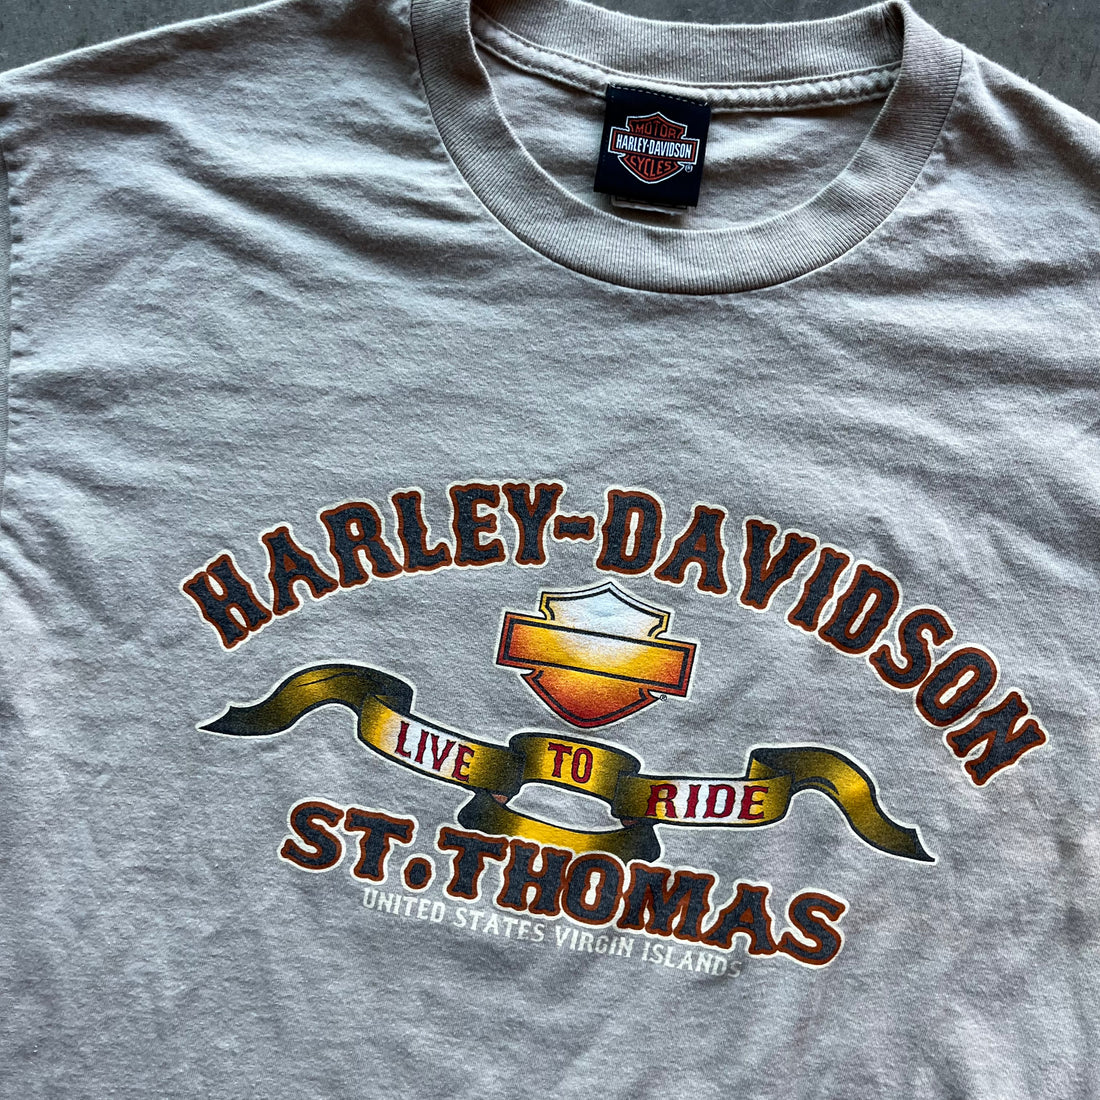 MOTOR
HARLEY-DAVIDSON
CYCLES
®
HARLEY-DAVIDSON
®
LIVE TO RIDE
ST. THOMAS
UNITED STATES VIRGIN ISLANDS